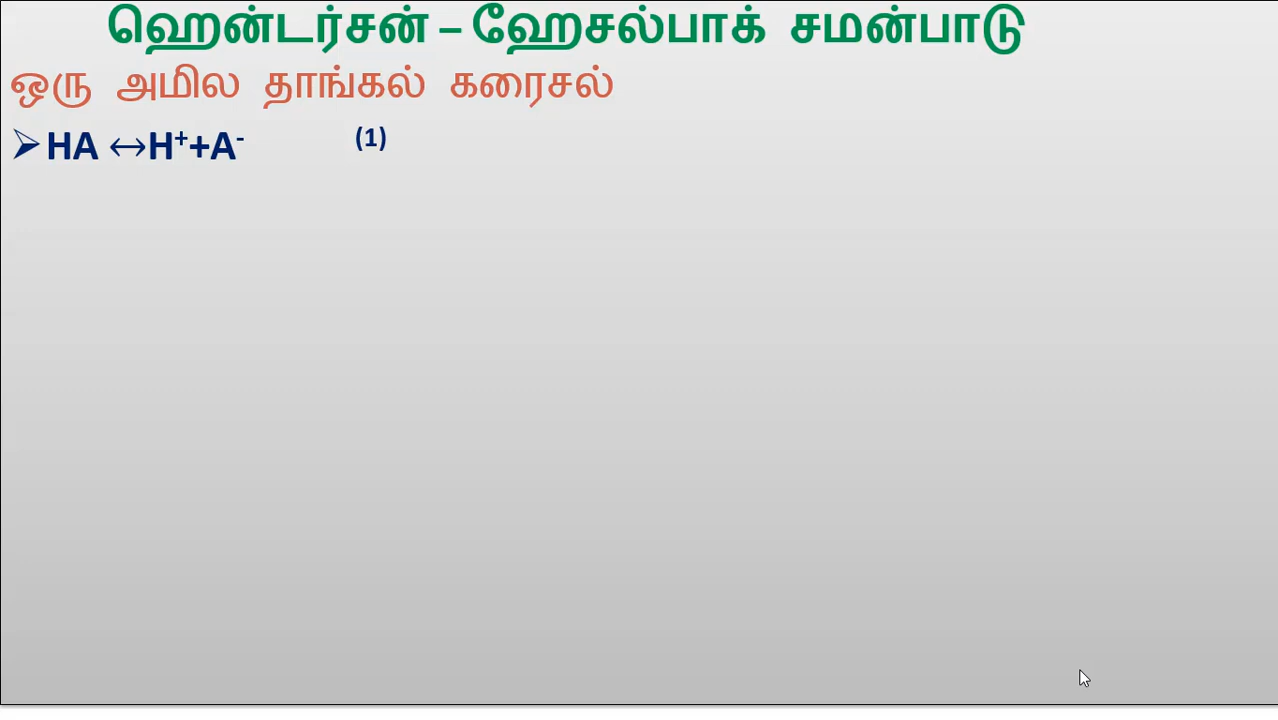 ஹென்டர்சன் – ஹேசல்பாக் சமன்பாடு
ஒரு அமில தாங்கல் கரைசல்
➢ HA ↔H⁺+A⁻ (1)